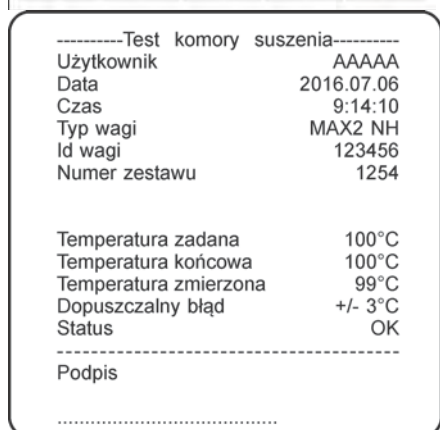 ----------Test komory suszenia----------
Użytkownik AAAAA
Data 2016.07.06
Czas 9:14:10
Typ wagi MAX2 NH
Id wagi 123456
Numer zestawu 1254
Temperatura zadana 100°C
Temperatura końcowa 100°C
Temperatura zmierzona 99°C
Dopuszczalny błąd +/- 3°C
Status OK
----------------------------------------
Podpis
........................................